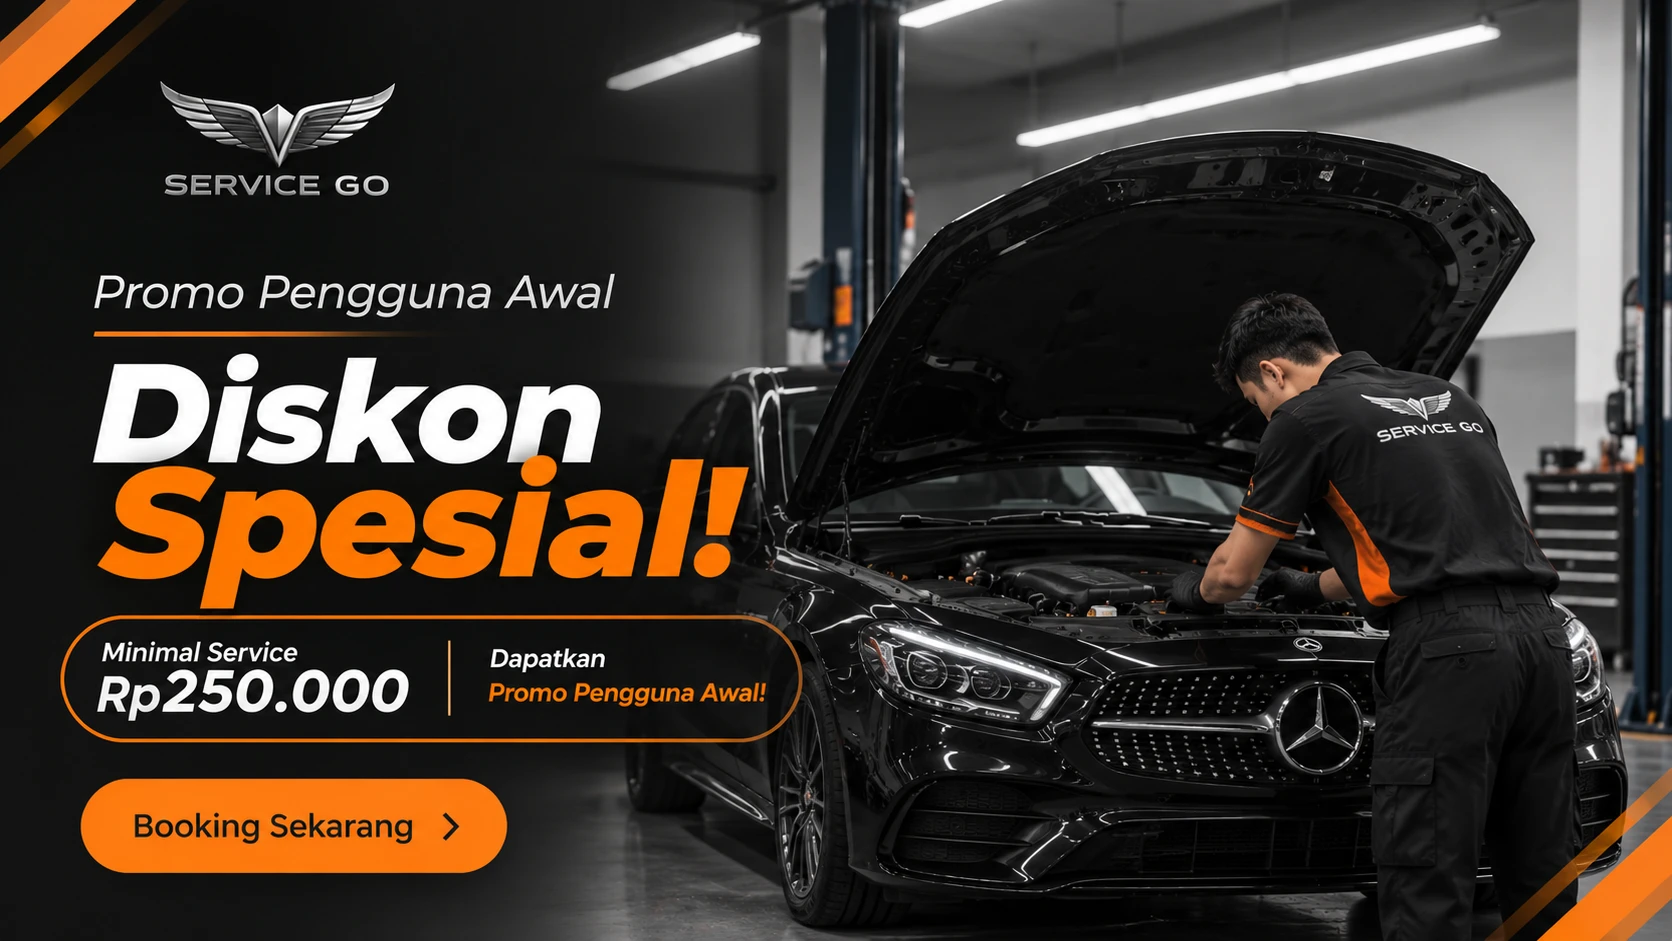 SERVICE GO
Promo Pengguna Awal
Diskon
Spesial!
Minimal Service
Rp250.000
Dapatkan
Promo Pengguna Awal!
Booking Sekarang
SERVICE GO